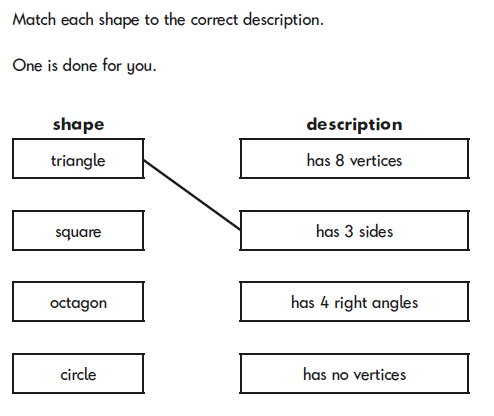 Match each shape to the correct description.
One is done for you.
shape description
triangle has 8 vertices
square has 3 sides
octagon has 4 right angles
circle has no vertices